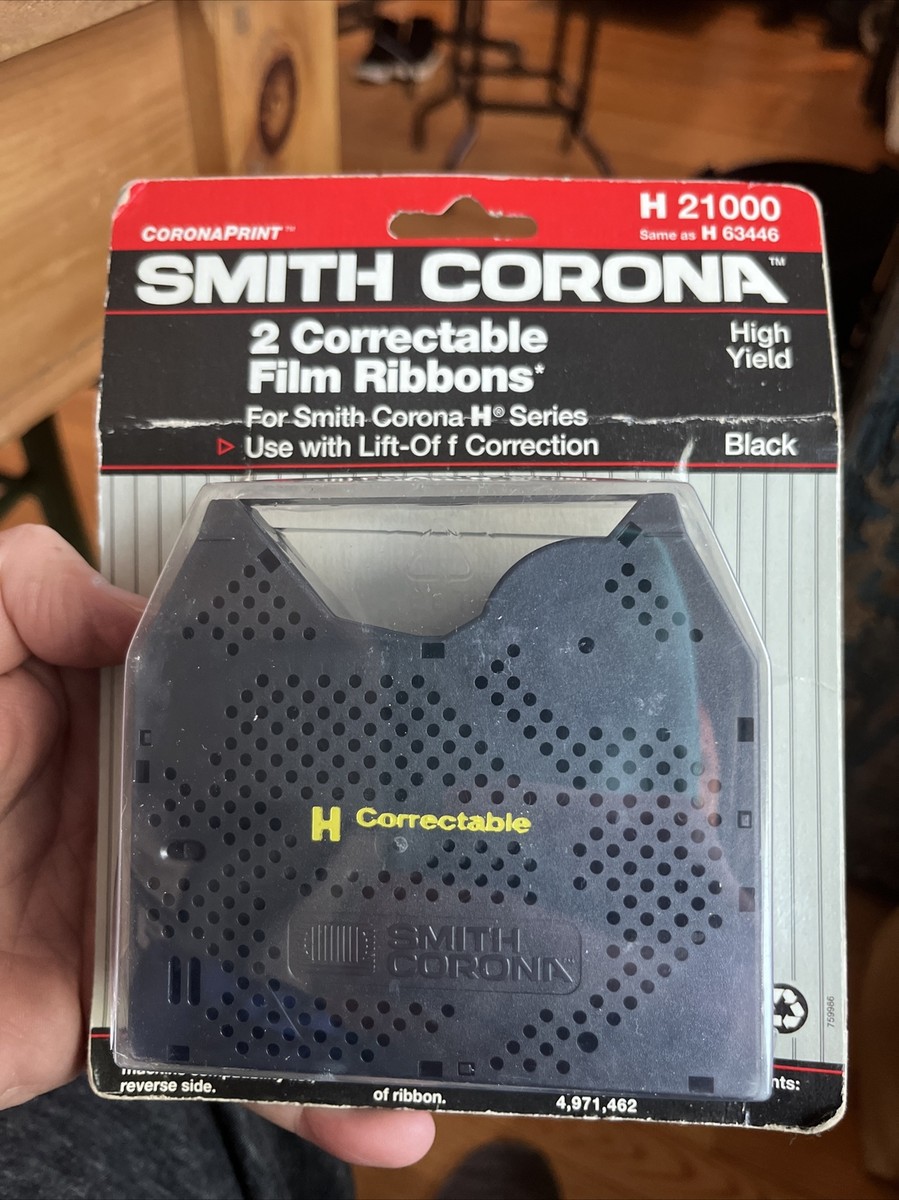 CORONAPRINT™
H 21000
Same as H 63446
SMITH CORONA™
2 Correctable
Film Ribbons*
High
Yield
For Smith Corona H® Series
Use with Lift-Off Correction
Black
H Correctable
SMITH
CORONA™
759986
reverse side.
of ribbon.
4,971,462